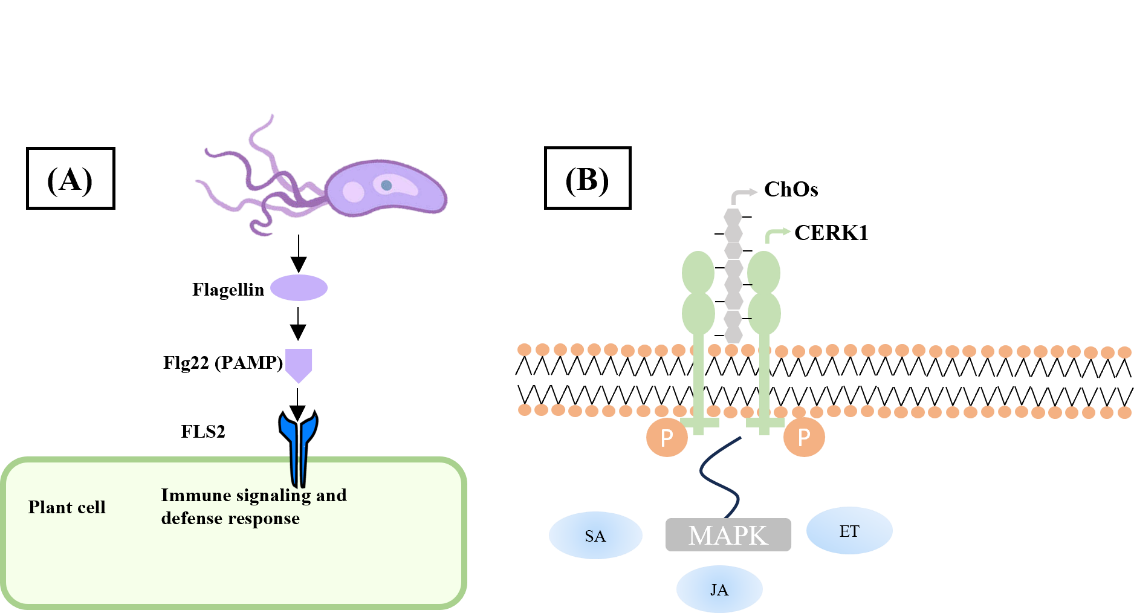 (A)
Flagellin
Flg22 (PAMP)
FLS2
Plant cell
Immune signaling and
defense response
(B)
ChOs
CERK1
P
P
MAPK
SA
ET
JA